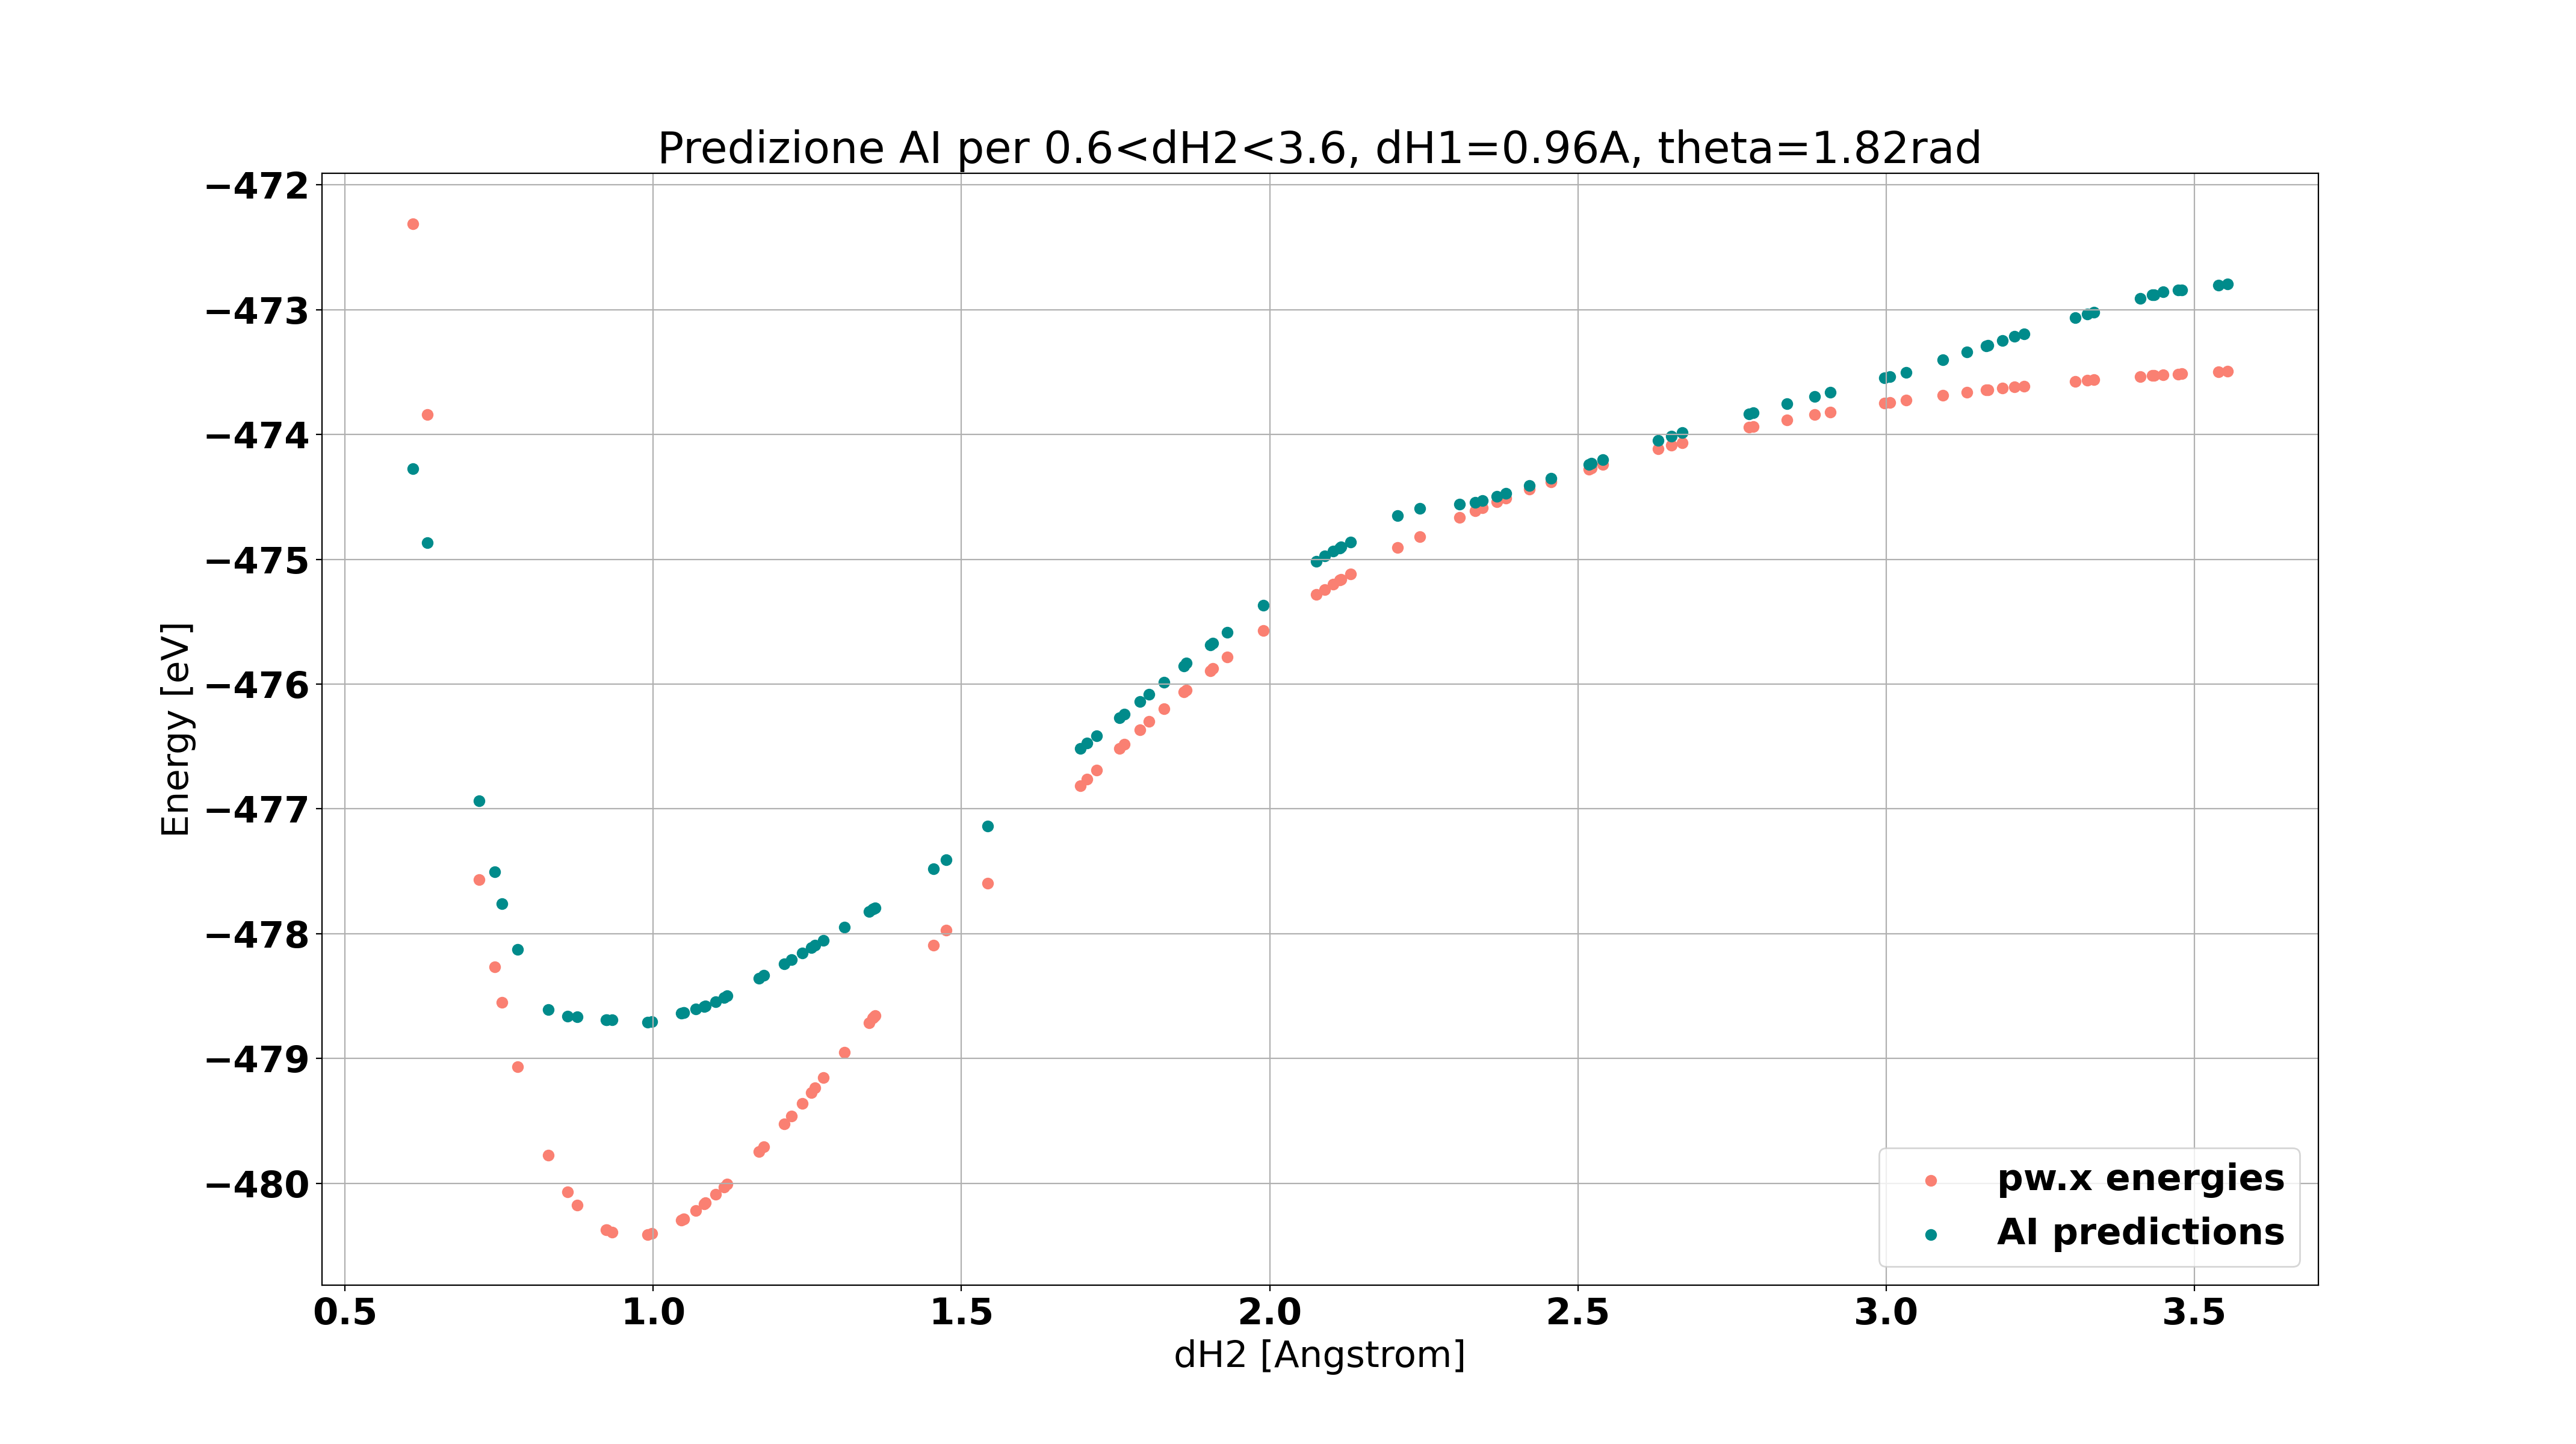 Predizione AI per 0.6<dH2<3.6, dH1=0.96A, theta=1.82rad
−472
−473
−474
−475
−476
−477
−478
−479
−480
Energy [eV]
pw.x energies
AI predictions
0.5 1.0 1.5 2.0 2.5 3.0 3.5
dH2 [Angstrom]